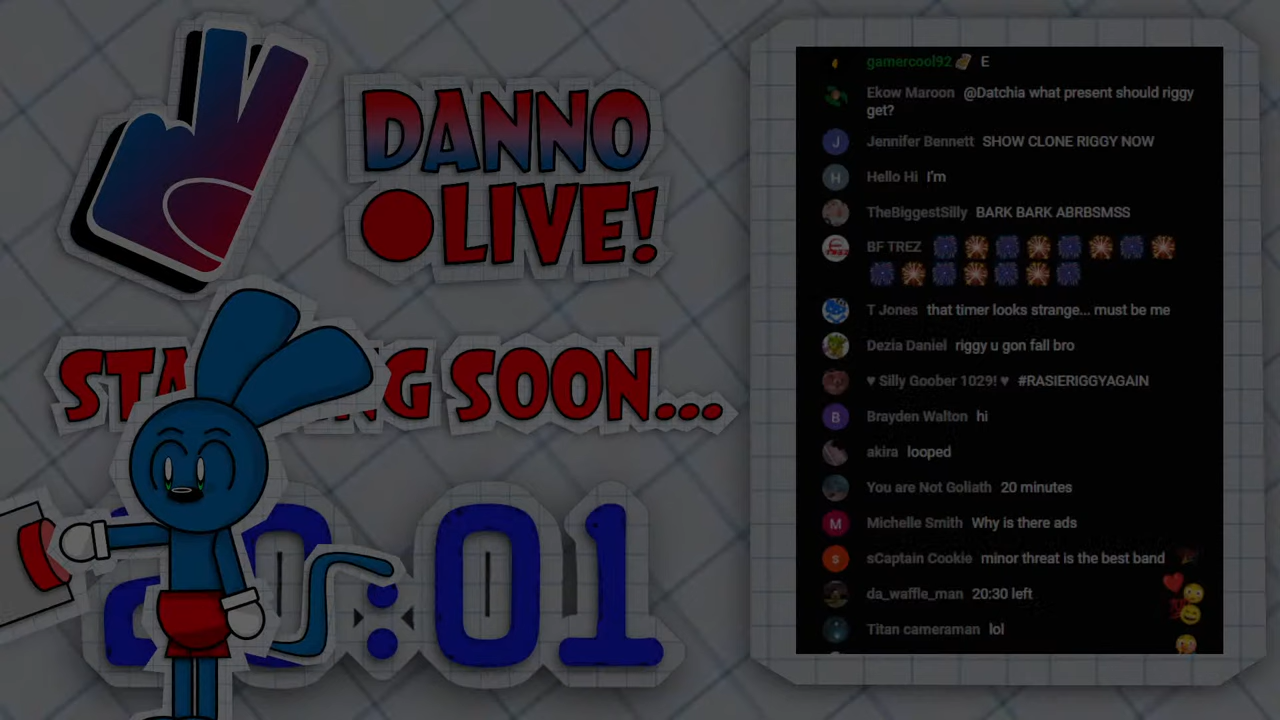 DANNO
LIVE!
STARTING SOON...
20:01
gamercool92 E
Ekow Maroon @Datchia what present should riggy
get?
J
Jennifer Bennett SHOW CLONE RIGGY NOW
H
Hello Hi I'm
TheBiggestSilly BARK BARK ABRBSMSS
BF TREZ
T Jones that timer looks strange... must be me
Dezia Daniel riggy u gon fall bro
♥ Silly Goober 1029! ♥ #RASIERIGGYAGAIN
B
Brayden Walton hi
akira looped
You are Not Goliath 20 minutes
M
Michelle Smith Why is there ads
s
sCaptain Cookie minor threat is the best band
da_waffle_man 20:30 left
Titan cameraman lol